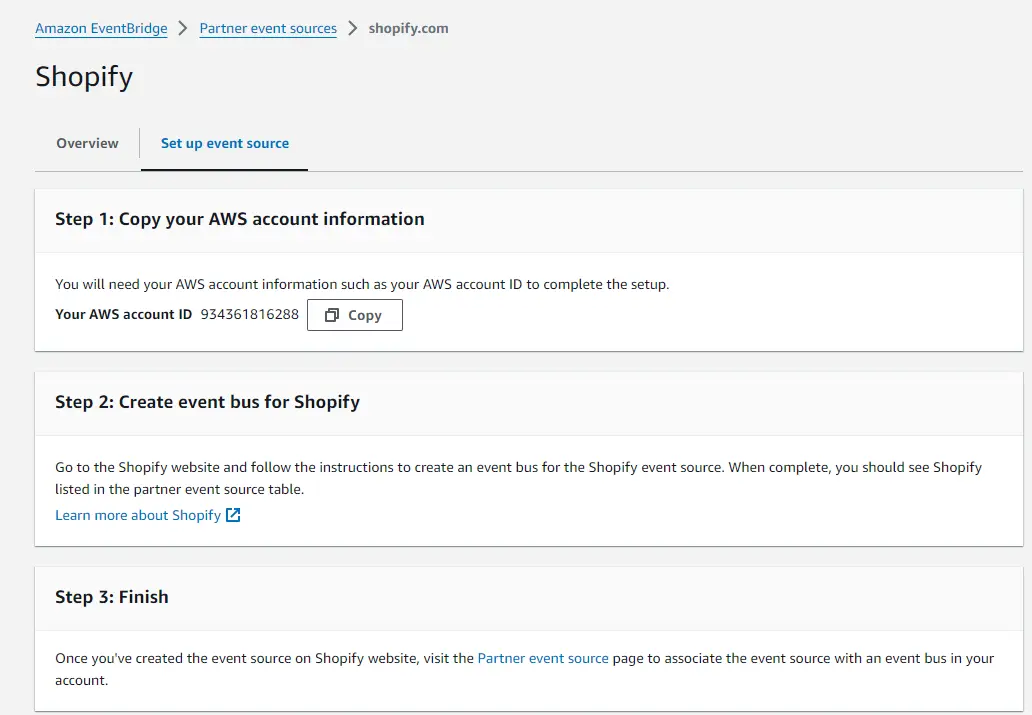 Amazon EventBridge > Partner event sources > shopify.com
Shopify
Overview
Set up event source
Step 1: Copy your AWS account information
You will need your AWS account information such as your AWS account ID to complete the setup.
Your AWS account ID 934361816288 Copy
Step 2: Create event bus for Shopify
Go to the Shopify website and follow the instructions to create an event bus for the Shopify event source. When complete, you should see Shopify
listed in the partner event source table.
Learn more about Shopify
Step 3: Finish
Once you've created the event source on Shopify website, visit the Partner event source page to associate the event source with an event bus in your
account.